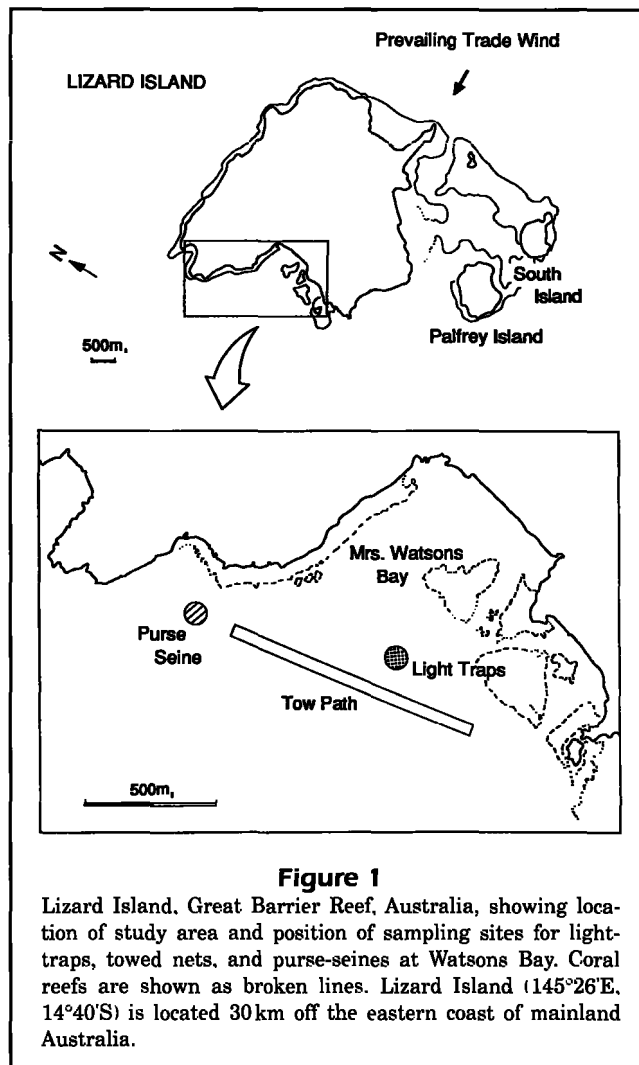 Prevailing Trade Wind
LIZARD ISLAND
N
South
Island
Palfrey Island
500m,
Mrs. Watsons
Bay
Purse
Seine
Light Traps
Tow Path
500m,
Figure 1
Lizard Island, Great Barrier Reef, Australia, showing loca-
tion of study area and position of sampling sites for light-
traps, towed nets, and purse-seines at Watsons Bay. Coral
reefs are shown as broken lines. Lizard Island (145°26'E,
14°40'S) is located 30 km off the eastern coast of mainland
Australia.